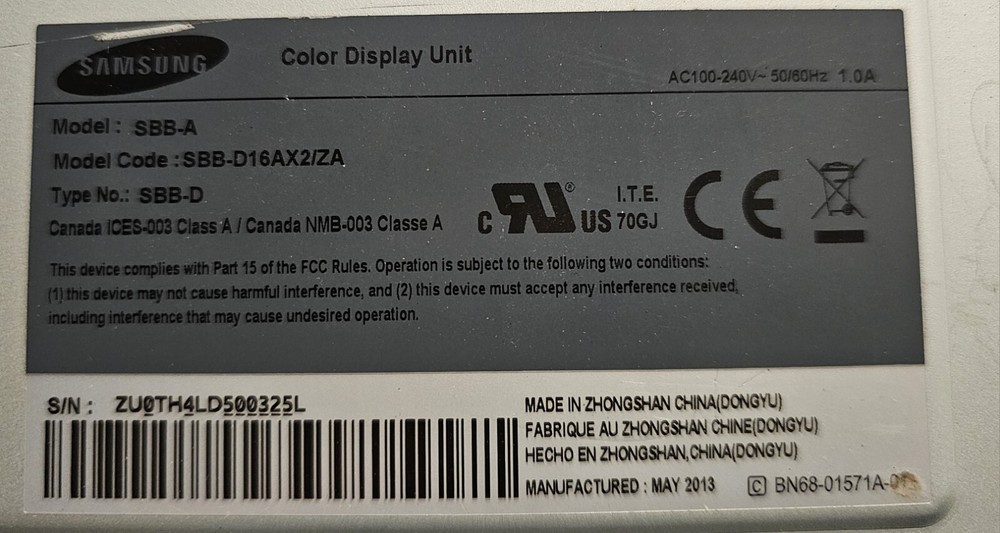 SAMSUNG
Color Display Unit
AC100-240V~ 50/60Hz 1.0A
Model : SBB-A
Model Code :SBB-D16AX2/ZA
Type No.: SBB-D
Canada ICES-003 Class A / Canada NMB-003 Classe A
C RU® US
I.T.E.
70GJ
CE
This device complies with Part 15 of the FCC Rules. Operation is subject to the following two conditions:
(1) this device may not cause harmful interference, and (2) this device must accept any interference received,
including interference that may cause undesired operation.
S/N : ZU0TH4LD500325L
MADE IN ZHONGSHAN CHINA(DONGYU)
FABRIQUE AU ZHONGSHAN CHINE(DONGYU)
HECHO EN ZHONGSHAN,CHINA(DONGYU)
MANUFACTURED : MAY 2013
C BN68-01571A-